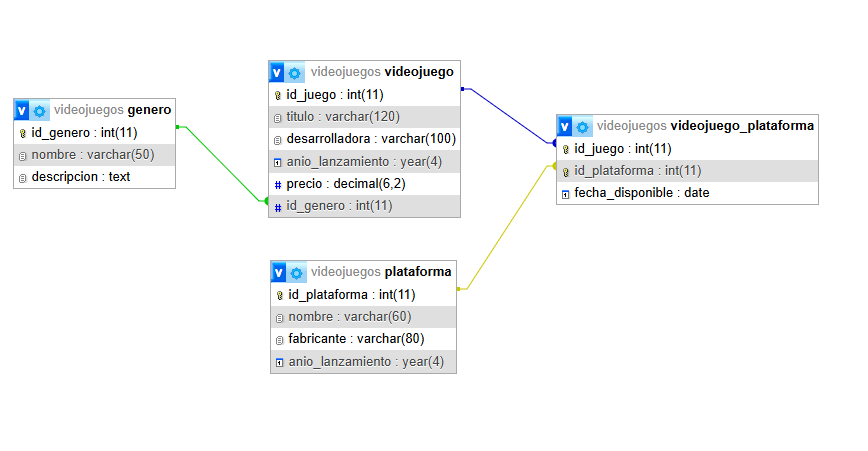 videojuegos genero
id_genero : int(11)
nombre : varchar(50)
descripcion : text
videojuegos videojuego
id_juego : int(11)
titulo : varchar(120)
desarrolladora : varchar(100)
anio_lanzamiento : year(4)
precio : decimal(6,2)
id_genero : int(11)
videojuegos plataforma
id_plataforma : int(11)
nombre : varchar(60)
fabricante : varchar(80)
anio_lanzamiento : year(4)
videojuegos videojuego_plataforma
id_juego : int(11)
id_plataforma : int(11)
fecha_disponible : date